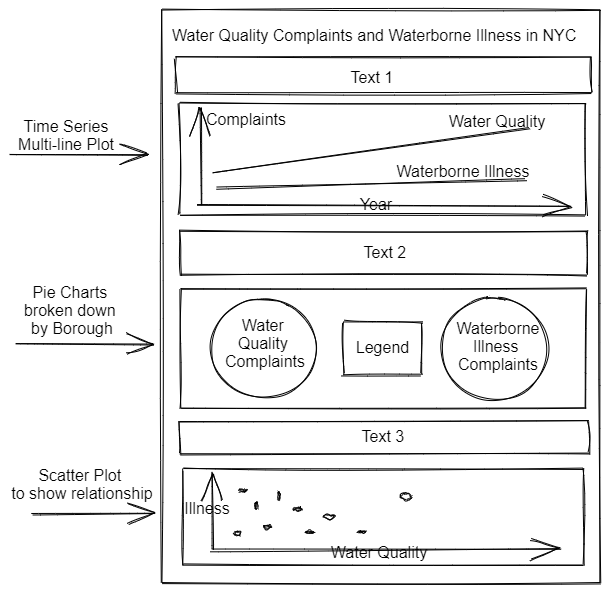 Water Quality Complaints and Waterborne Illness in NYC
Text 1
Time Series
Multi-line Plot
Complaints
Water Quality
Waterborne Illness
Year
Text 2
Pie Charts
broken down
by Borough
Water
Quality
Complaints
Legend
Waterborne
Illness
Complaints
Text 3
Scatter Plot
to show relationship
Illness
Water Quality